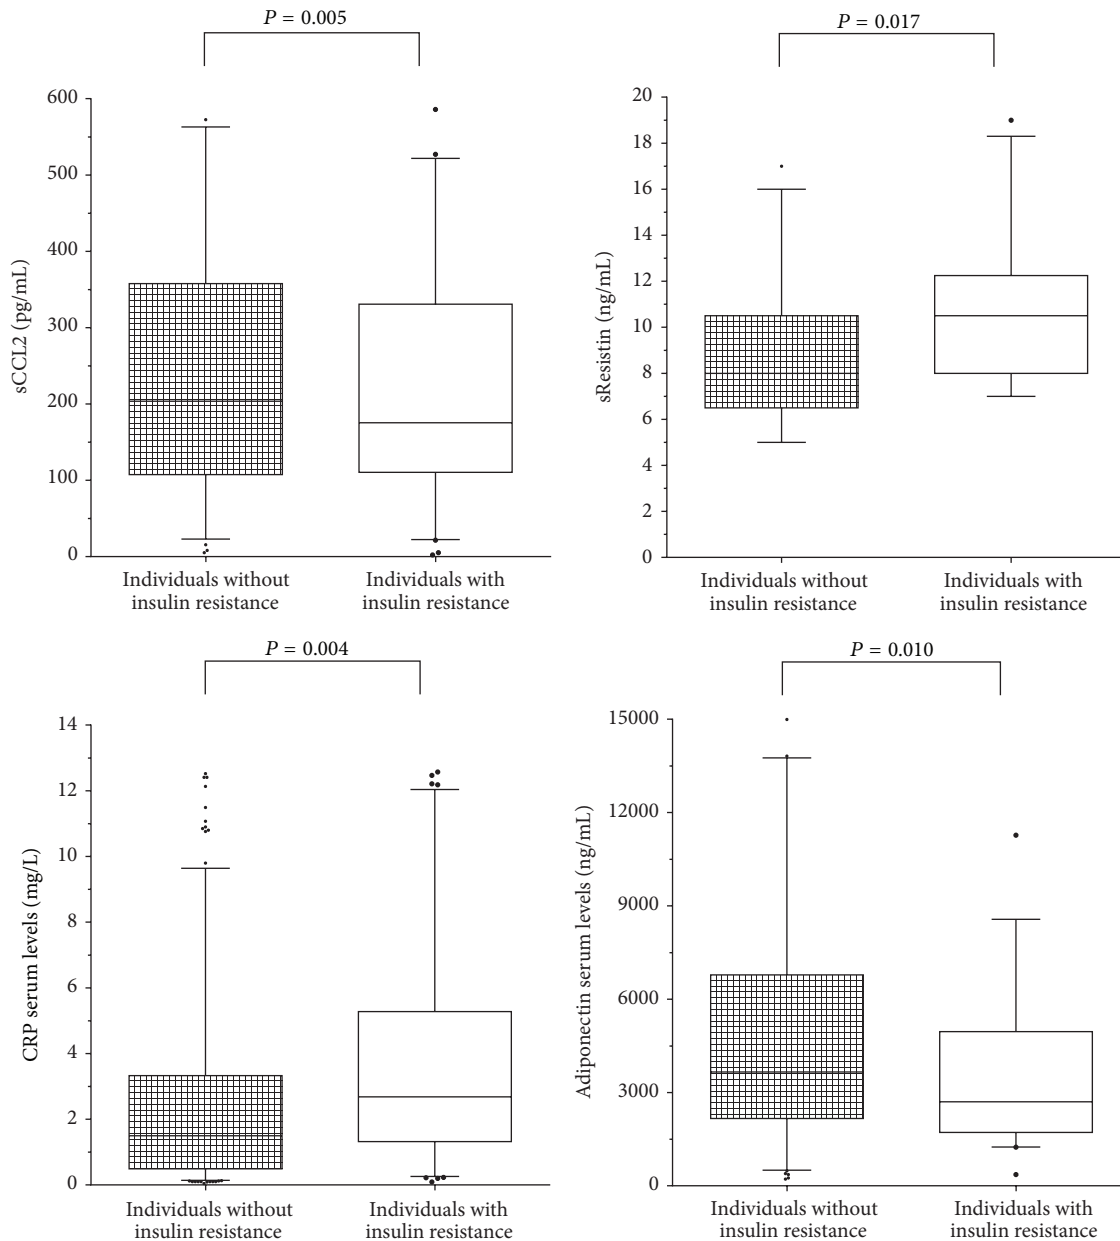 P = 0.005
600
500
400
300
200
100
0
sCCL2 (pg/mL)
Individuals without
insulin resistance
Individuals with
insulin resistance
P = 0.017
20
18
16
14
12
10
8
6
4
2
0
sResistin (ng/mL)
Individuals without
insulin resistance
Individuals with
insulin resistance
P = 0.004
14
12
10
8
6
4
2
0
CRP serum levels (mg/L)
Individuals without
insulin resistance
Individuals with
insulin resistance
P = 0.010
15000
12000
9000
6000
3000
0
Adiponectin serum levels (ng/mL)
Individuals without
insulin resistance
Individuals with
insulin resistance